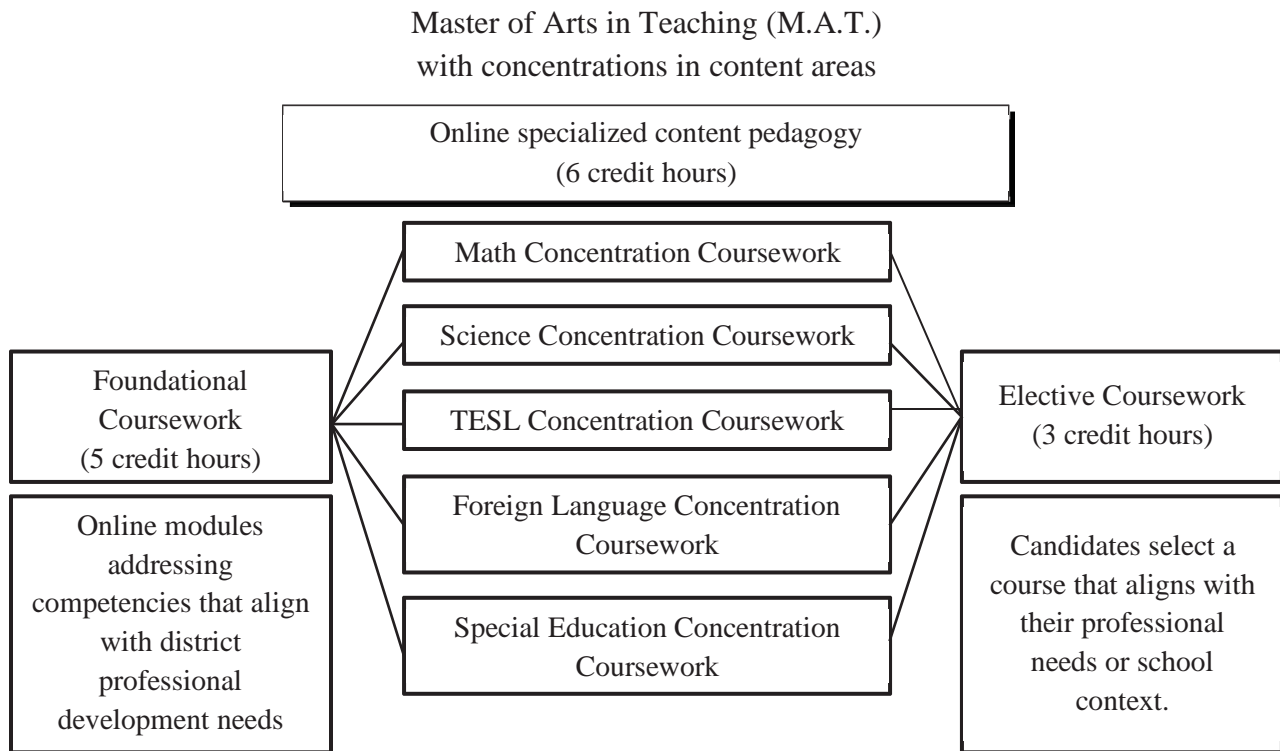 Master of Arts in Teaching (M.A.T.)
with concentrations in content areas
Online specialized content pedagogy
(6 credit hours)
Math Concentration Coursework
Science Concentration Coursework
TESL Concentration Coursework
Foreign Language Concentration
Coursework
Special Education Concentration
Coursework
Foundational
Coursework
(5 credit hours)
Online modules
addressing
competencies that align
with district
professional
development needs
Elective Coursework
(3 credit hours)
Candidates select a
course that aligns with
their professional
needs or school
context.